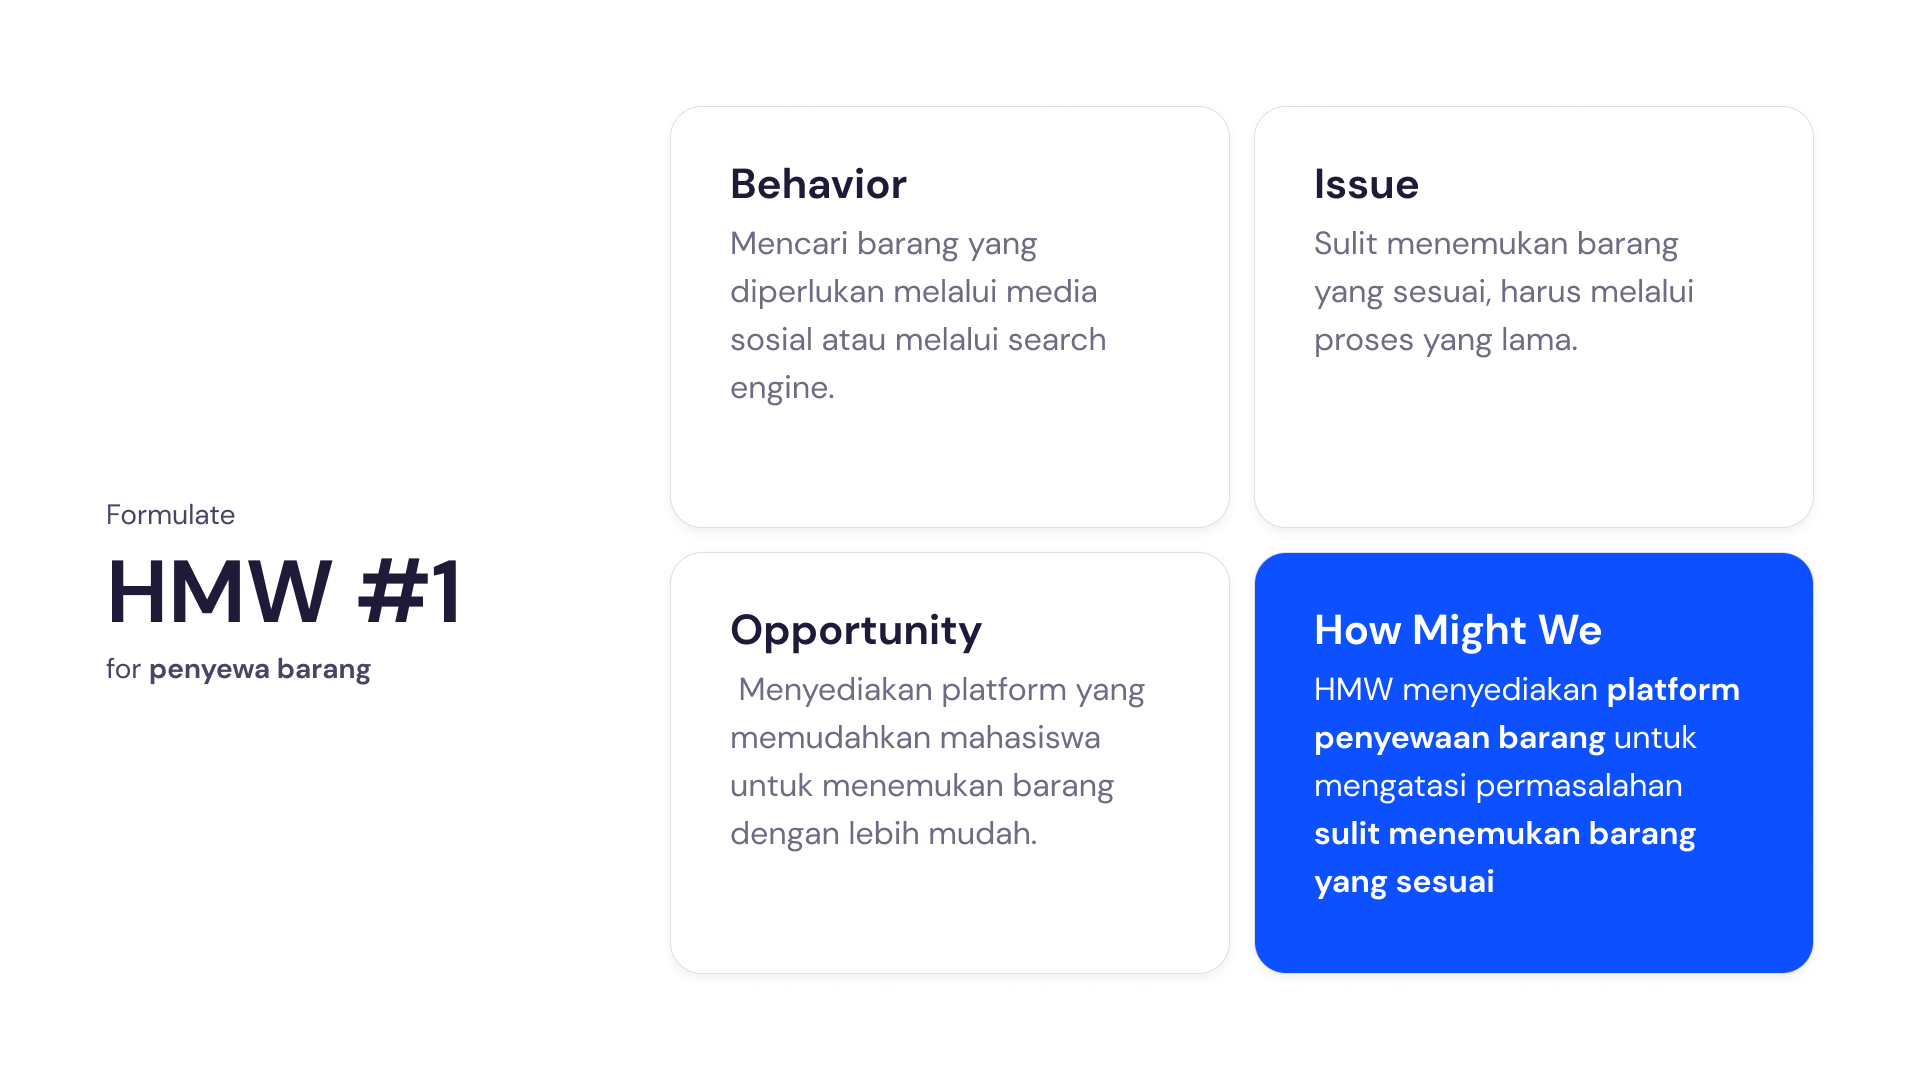 Formulate
HMW #1
for penyewa barang
Behavior
Mencari barang yang
diperlukan melalui media
sosial atau melalui search
engine.
Issue
Sulit menemukan barang
yang sesuai, harus melalui
proses yang lama.
Opportunity
Menyediakan platform yang
memudahkan mahasiswa
untuk menemukan barang
dengan lebih mudah.
How Might We
HMW menyediakan platform
penyewaan barang untuk
mengatasi permasalahan
sulit menemukan barang
yang sesuai